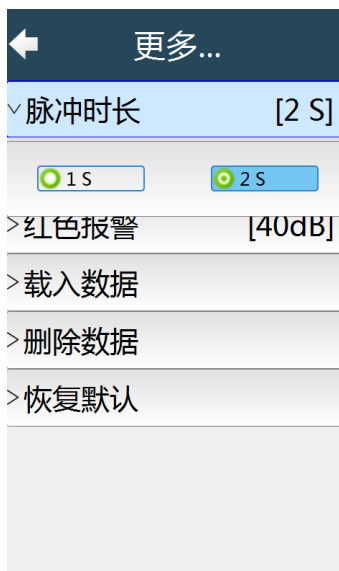 更多...
脉冲时长 [2 S]
1 S 2 S
红色报警 [40dB]
载入数据
删除数据
恢复默认